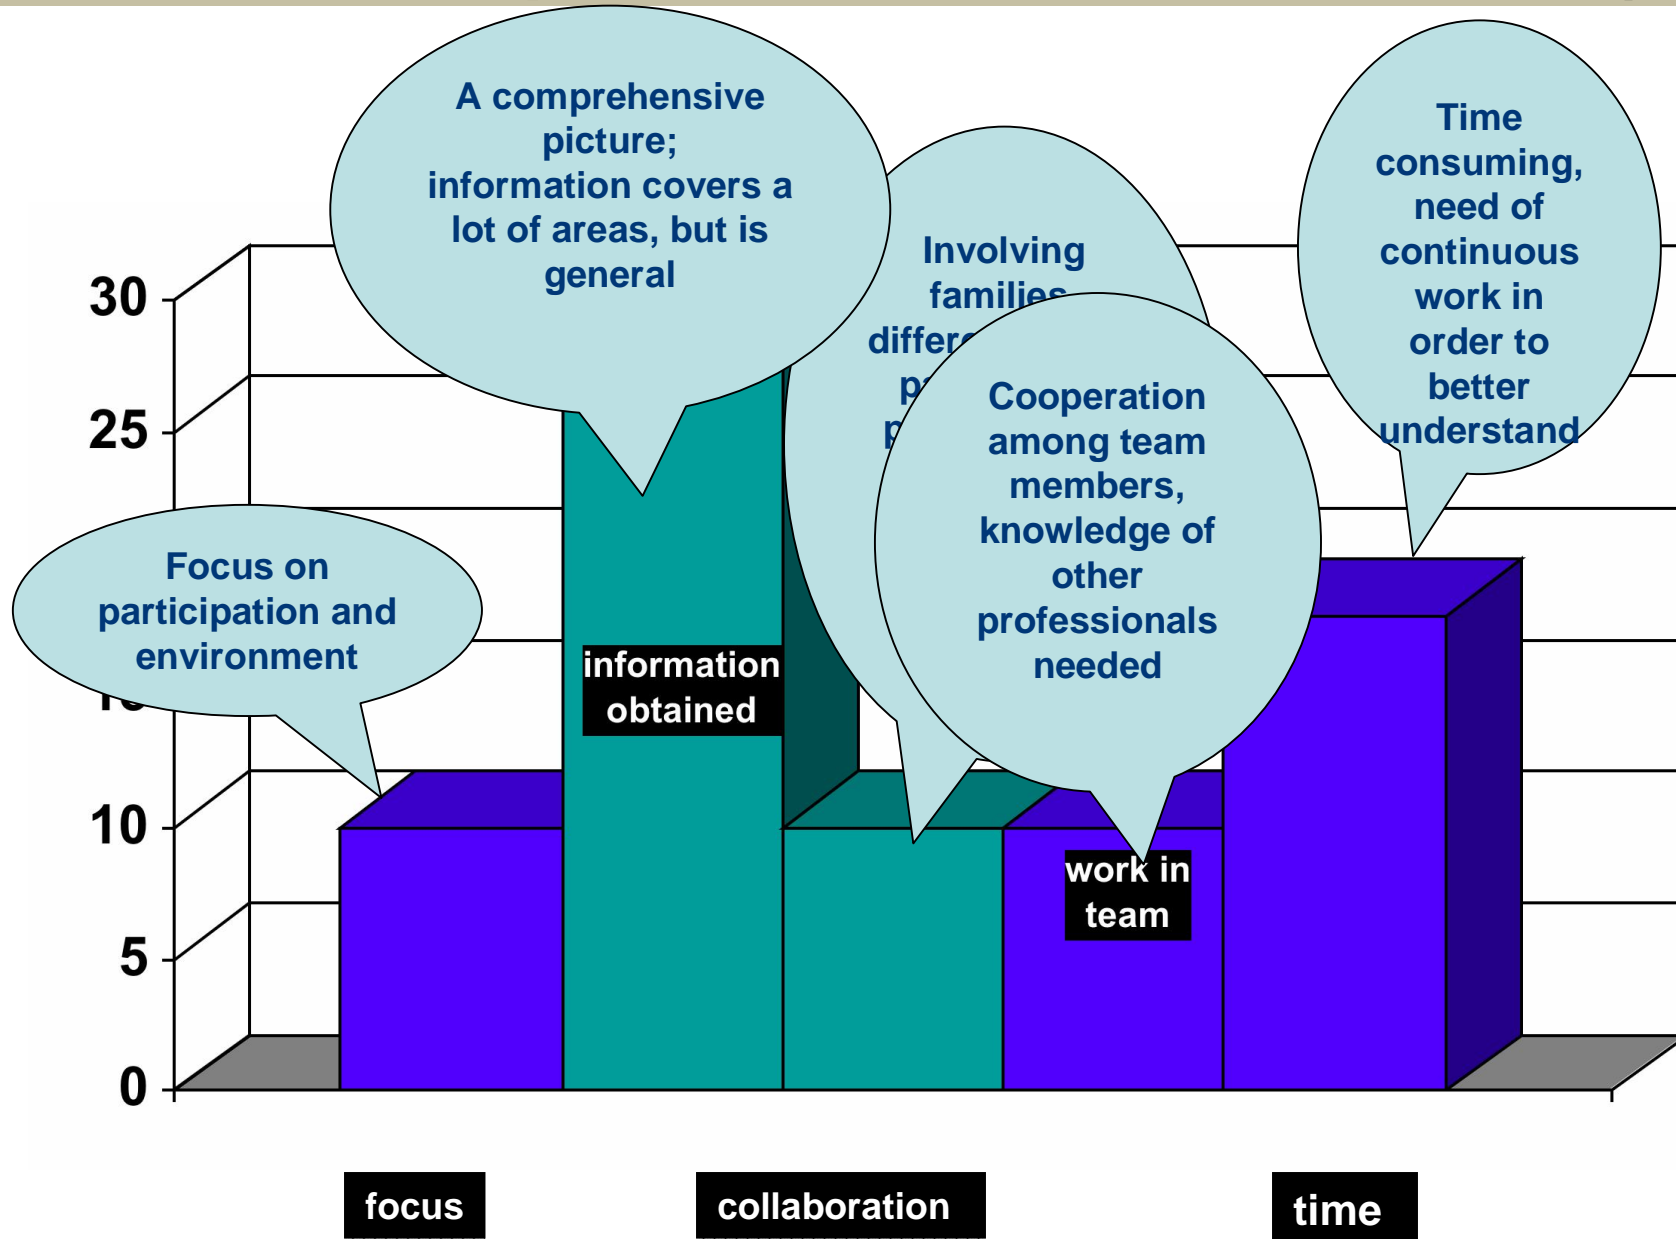 A comprehensive
picture;
information covers a
lot of areas, but is
general
Time
consuming,
need of
continuous
work in
order to
better
understand
Involving
families
Cooperation
among team
members,
knowledge of
other
professionals
needed
Focus on
participation and
environment
30
25
10
5
0
information
obtained
work in
team
focus
collaboration
time